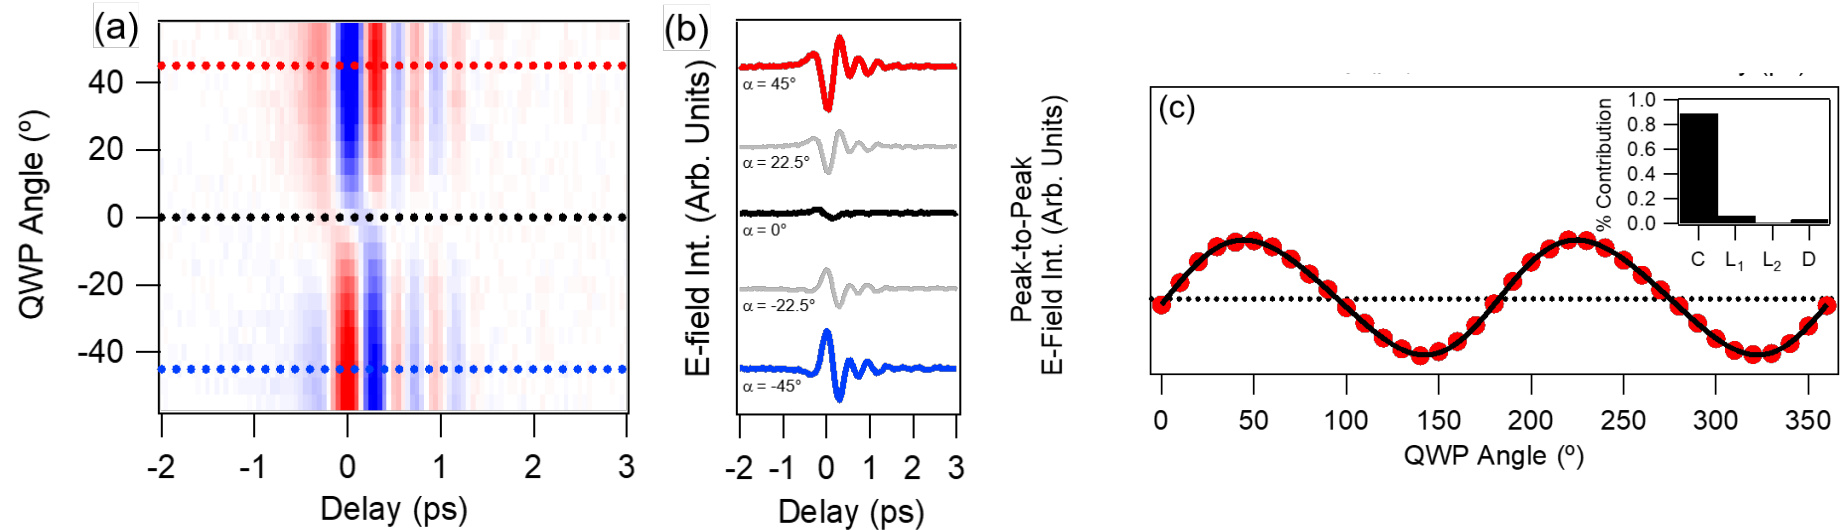 (a)
QWP Angle (º)
40
20
0
-20
-40
-2 -1 0 1 2 3
Delay (ps)
(b)
E-field Int. (Arb. Units)
α = 45°
α = 22.5°
α = 0°
α = -22.5°
α = -45°
-2 -1 0 1 2 3
Delay (ps)
(c)
Peak-to-Peak
E-Field Int. (Arb. Units)
0 50 100 150 200 250 300 350
QWP Angle (º)
% Contribution
1.0
0.8
0.6
0.4
0.2
0.0
C L₁ L₂ D